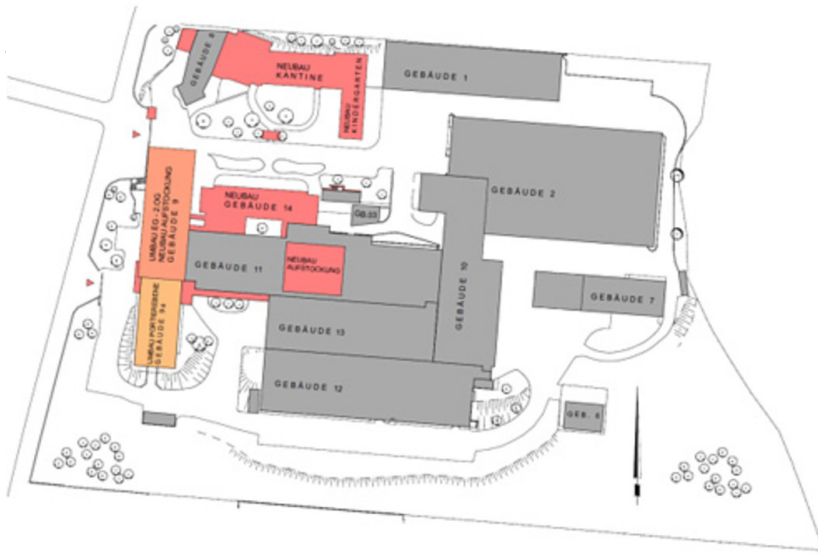 GEBÄUDE 8
NEUBAU
KANTINE
NEUBAU
KINDERGARTEN
GEBÄUDE 1
GEBÄUDE 2
UMBAU EG - 2.OG
NEUBAU AUFSTOCKUNG
GEBÄUDE 9
NEUBAU
GEBÄUDE 14
GB.03
GEBÄUDE 11
NEUBAU
AUFSTOCKUNG
GEBÄUDE 10
GEBÄUDE 7
UMBAU PORTIEREBENE
GEBÄUDE 9a
GEBÄUDE 13
GEBÄUDE 12
GEB. 6